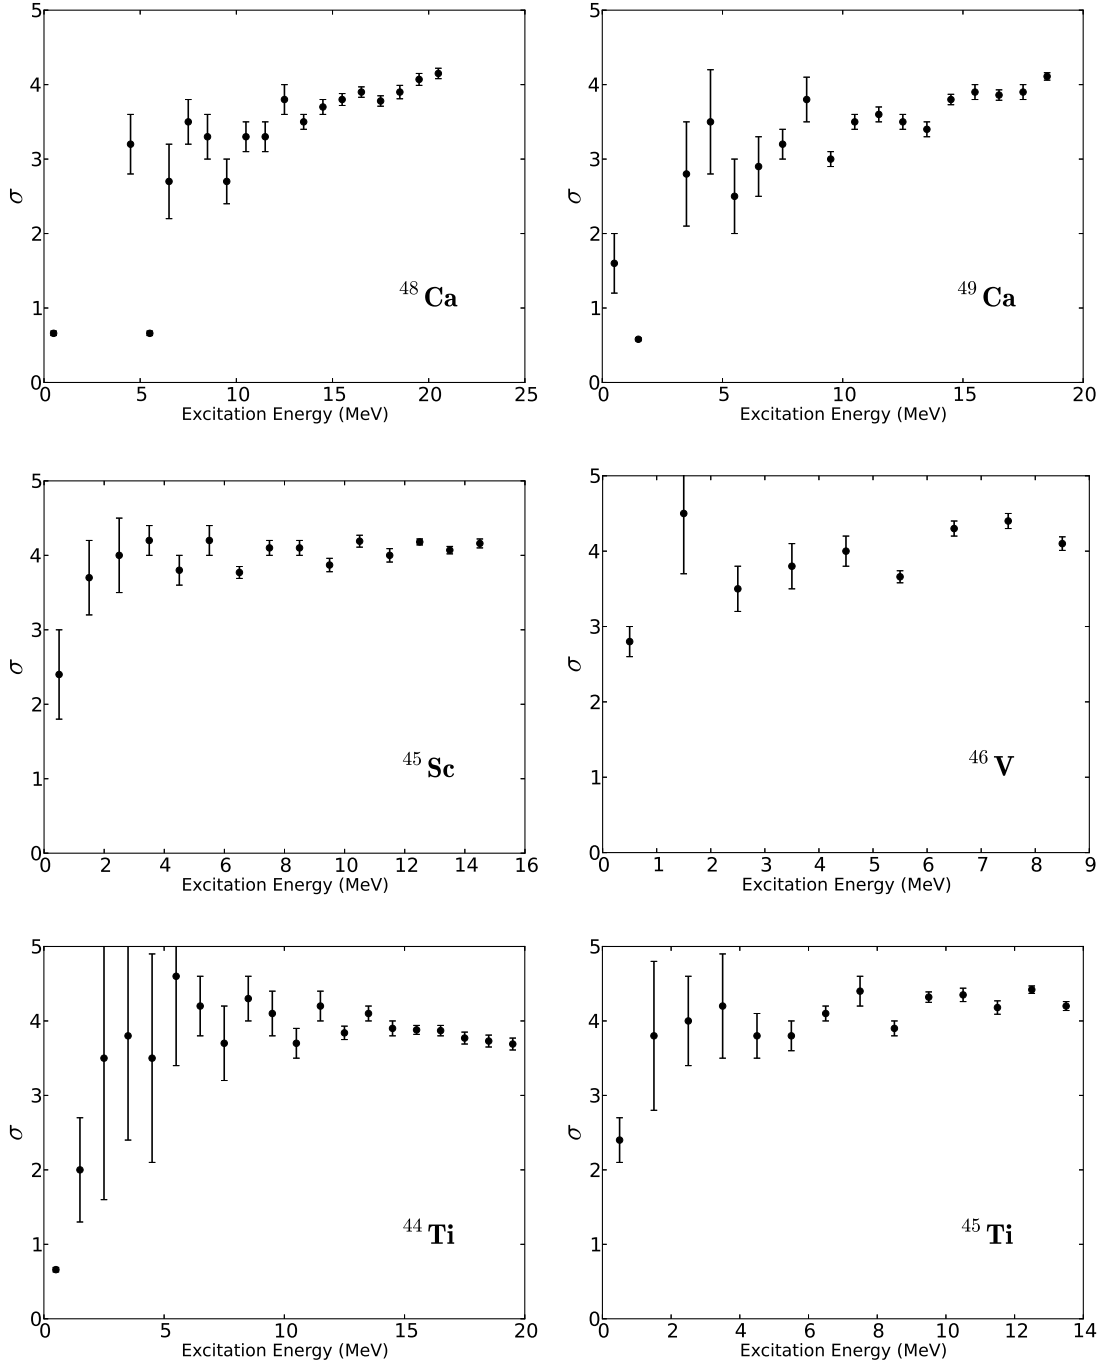 5
4
3
2
1
0
σ
⁴⁸Ca
0 5 10 15 20 25
Excitation Energy (MeV)
5
4
3
2
1
0
σ
⁴⁹Ca
0 5 10 15 20
Excitation Energy (MeV)
5
4
3
2
1
0
σ
⁴⁵Sc
0 2 4 6 8 10 12 14 16
Excitation Energy (MeV)
5
4
3
2
1
0
σ
⁴⁶V
0 1 2 3 4 5 6 7 8 9
Excitation Energy (MeV)
5
4
3
2
1
0
σ
⁴⁴Ti
0 5 10 15 20
Excitation Energy (MeV)
5
4
3
2
1
0
σ
⁴⁵Ti
0 2 4 6 8 10 12 14
Excitation Energy (MeV)